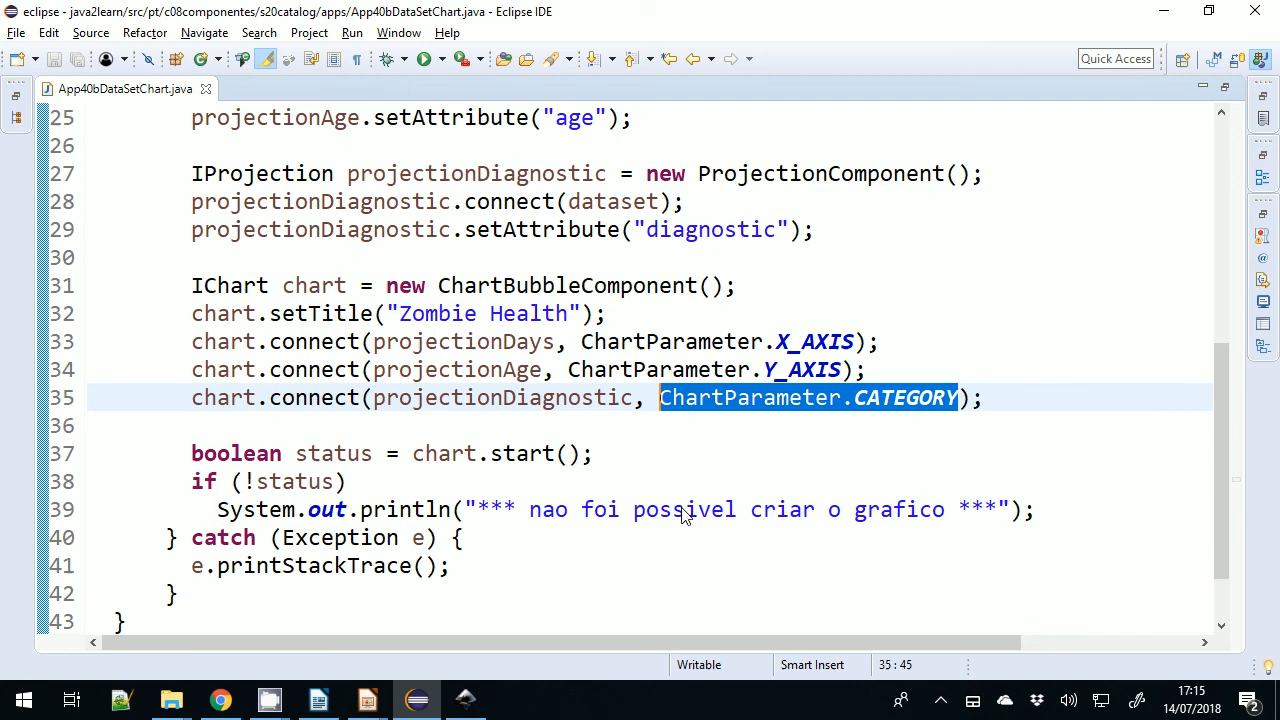 eclipse - java2learn/src/pt/c08componentes/s20catalog/apps/App40bDataSetChart.java - Eclipse IDE
File Edit Source Refactor Navigate Search Project Run Window Help
Quick Access
App40bDataSetChart.java
25 projectionAge.setAttribute("age");
26
27 IProjection projectionDiagnostic = new ProjectionComponent();
28 projectionDiagnostic.connect(dataset);
29 projectionDiagnostic.setAttribute("diagnostic");
30
31 IChart chart = new ChartBubbleComponent();
32 chart.setTitle("Zombie Health");
33 chart.connect(projectionDays, ChartParameter.X_AXIS);
34 chart.connect(projectionAge, ChartParameter.Y_AXIS);
35 chart.connect(projectionDiagnostic, ChartParameter.CATEGORY);
36
37 boolean status = chart.start();
38 if (!status)
39 System.out.println("*** nao foi possivel criar o grafico ***");
40 } catch (Exception e) {
41 e.printStackTrace();
42 }
43 }
Writable Smart Insert 35 : 45
17:15
14/07/2018
2